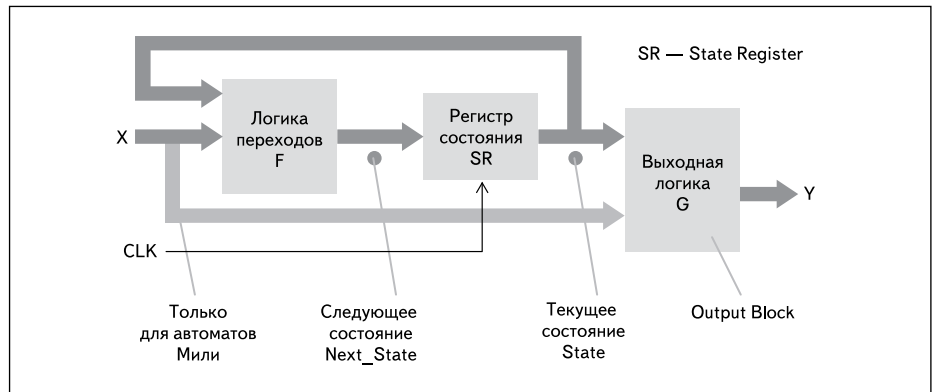 SR — State Register
Логика
переходов
F
Регистр
состояния
SR
X
Выходная
логика
G
Y
CLK
Только
для автоматов
Мили
Следующее
состояние
Next_State
Текущее
состояние
State
Output Block